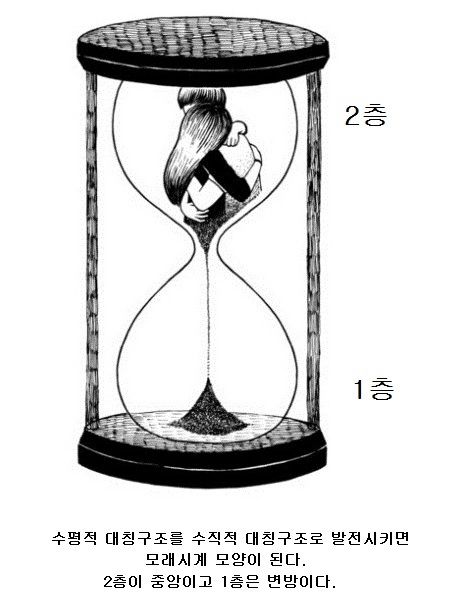 2층
1층
수평적 대칭구조를 수직적 대칭구조로 발전시키면
모래시계 모양이 된다.
2층이 중앙이고 1층은 변방이다.